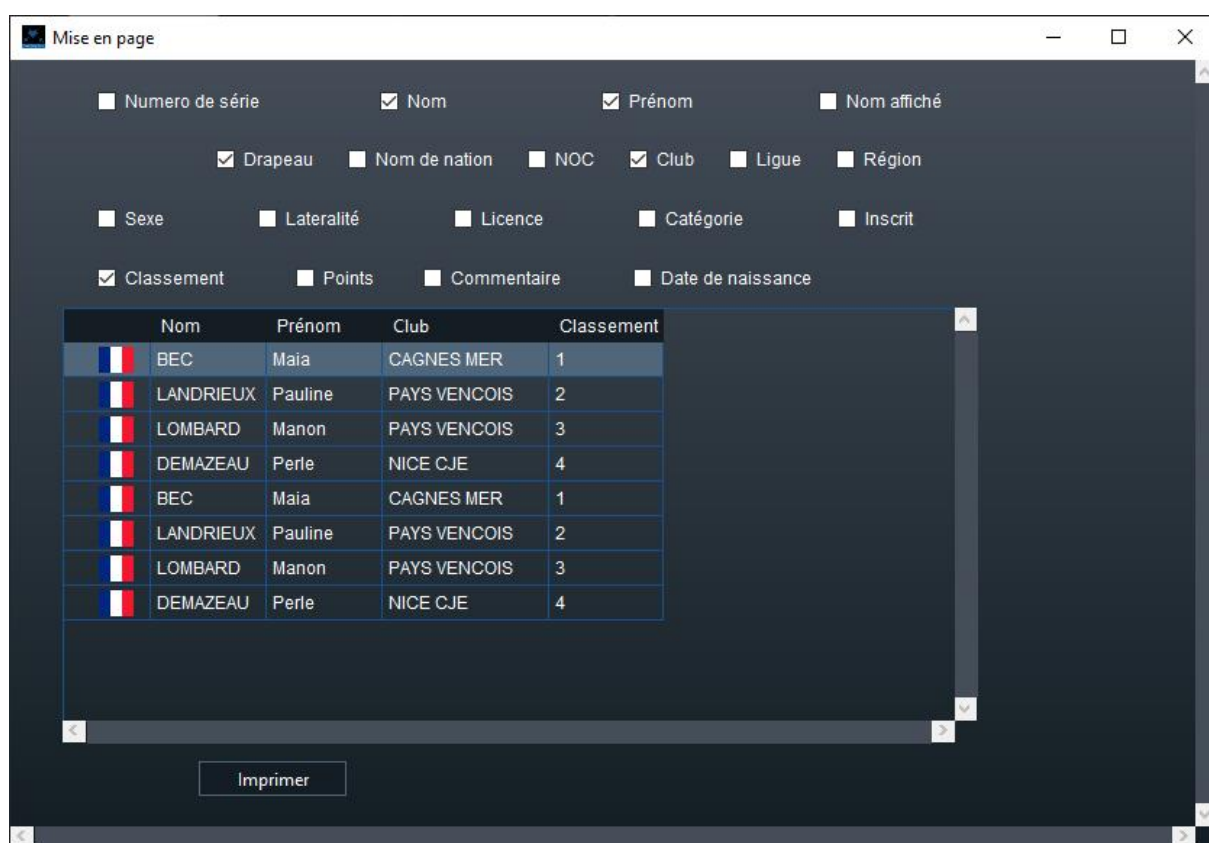 Mise en page
Numero de série Nom Prénom Nom affiché
Drapeau Nom de nation NOC Club Ligue Région
Sexe Lateralité Licence Catégorie Inscrit
Classement Points Commentaire Date de naissance
Nom Prénom Club Classement
BEC Maia CAGNES MER 1
LANDRIEUX Pauline PAYS VENCOIS 2
LOMBARD Manon PAYS VENCOIS 3
DEMAZEAU Perle NICE CJE 4
BEC Maia CAGNES MER 1
LANDRIEUX Pauline PAYS VENCOIS 2
LOMBARD Manon PAYS VENCOIS 3
DEMAZEAU Perle NICE CJE 4
Imprimer